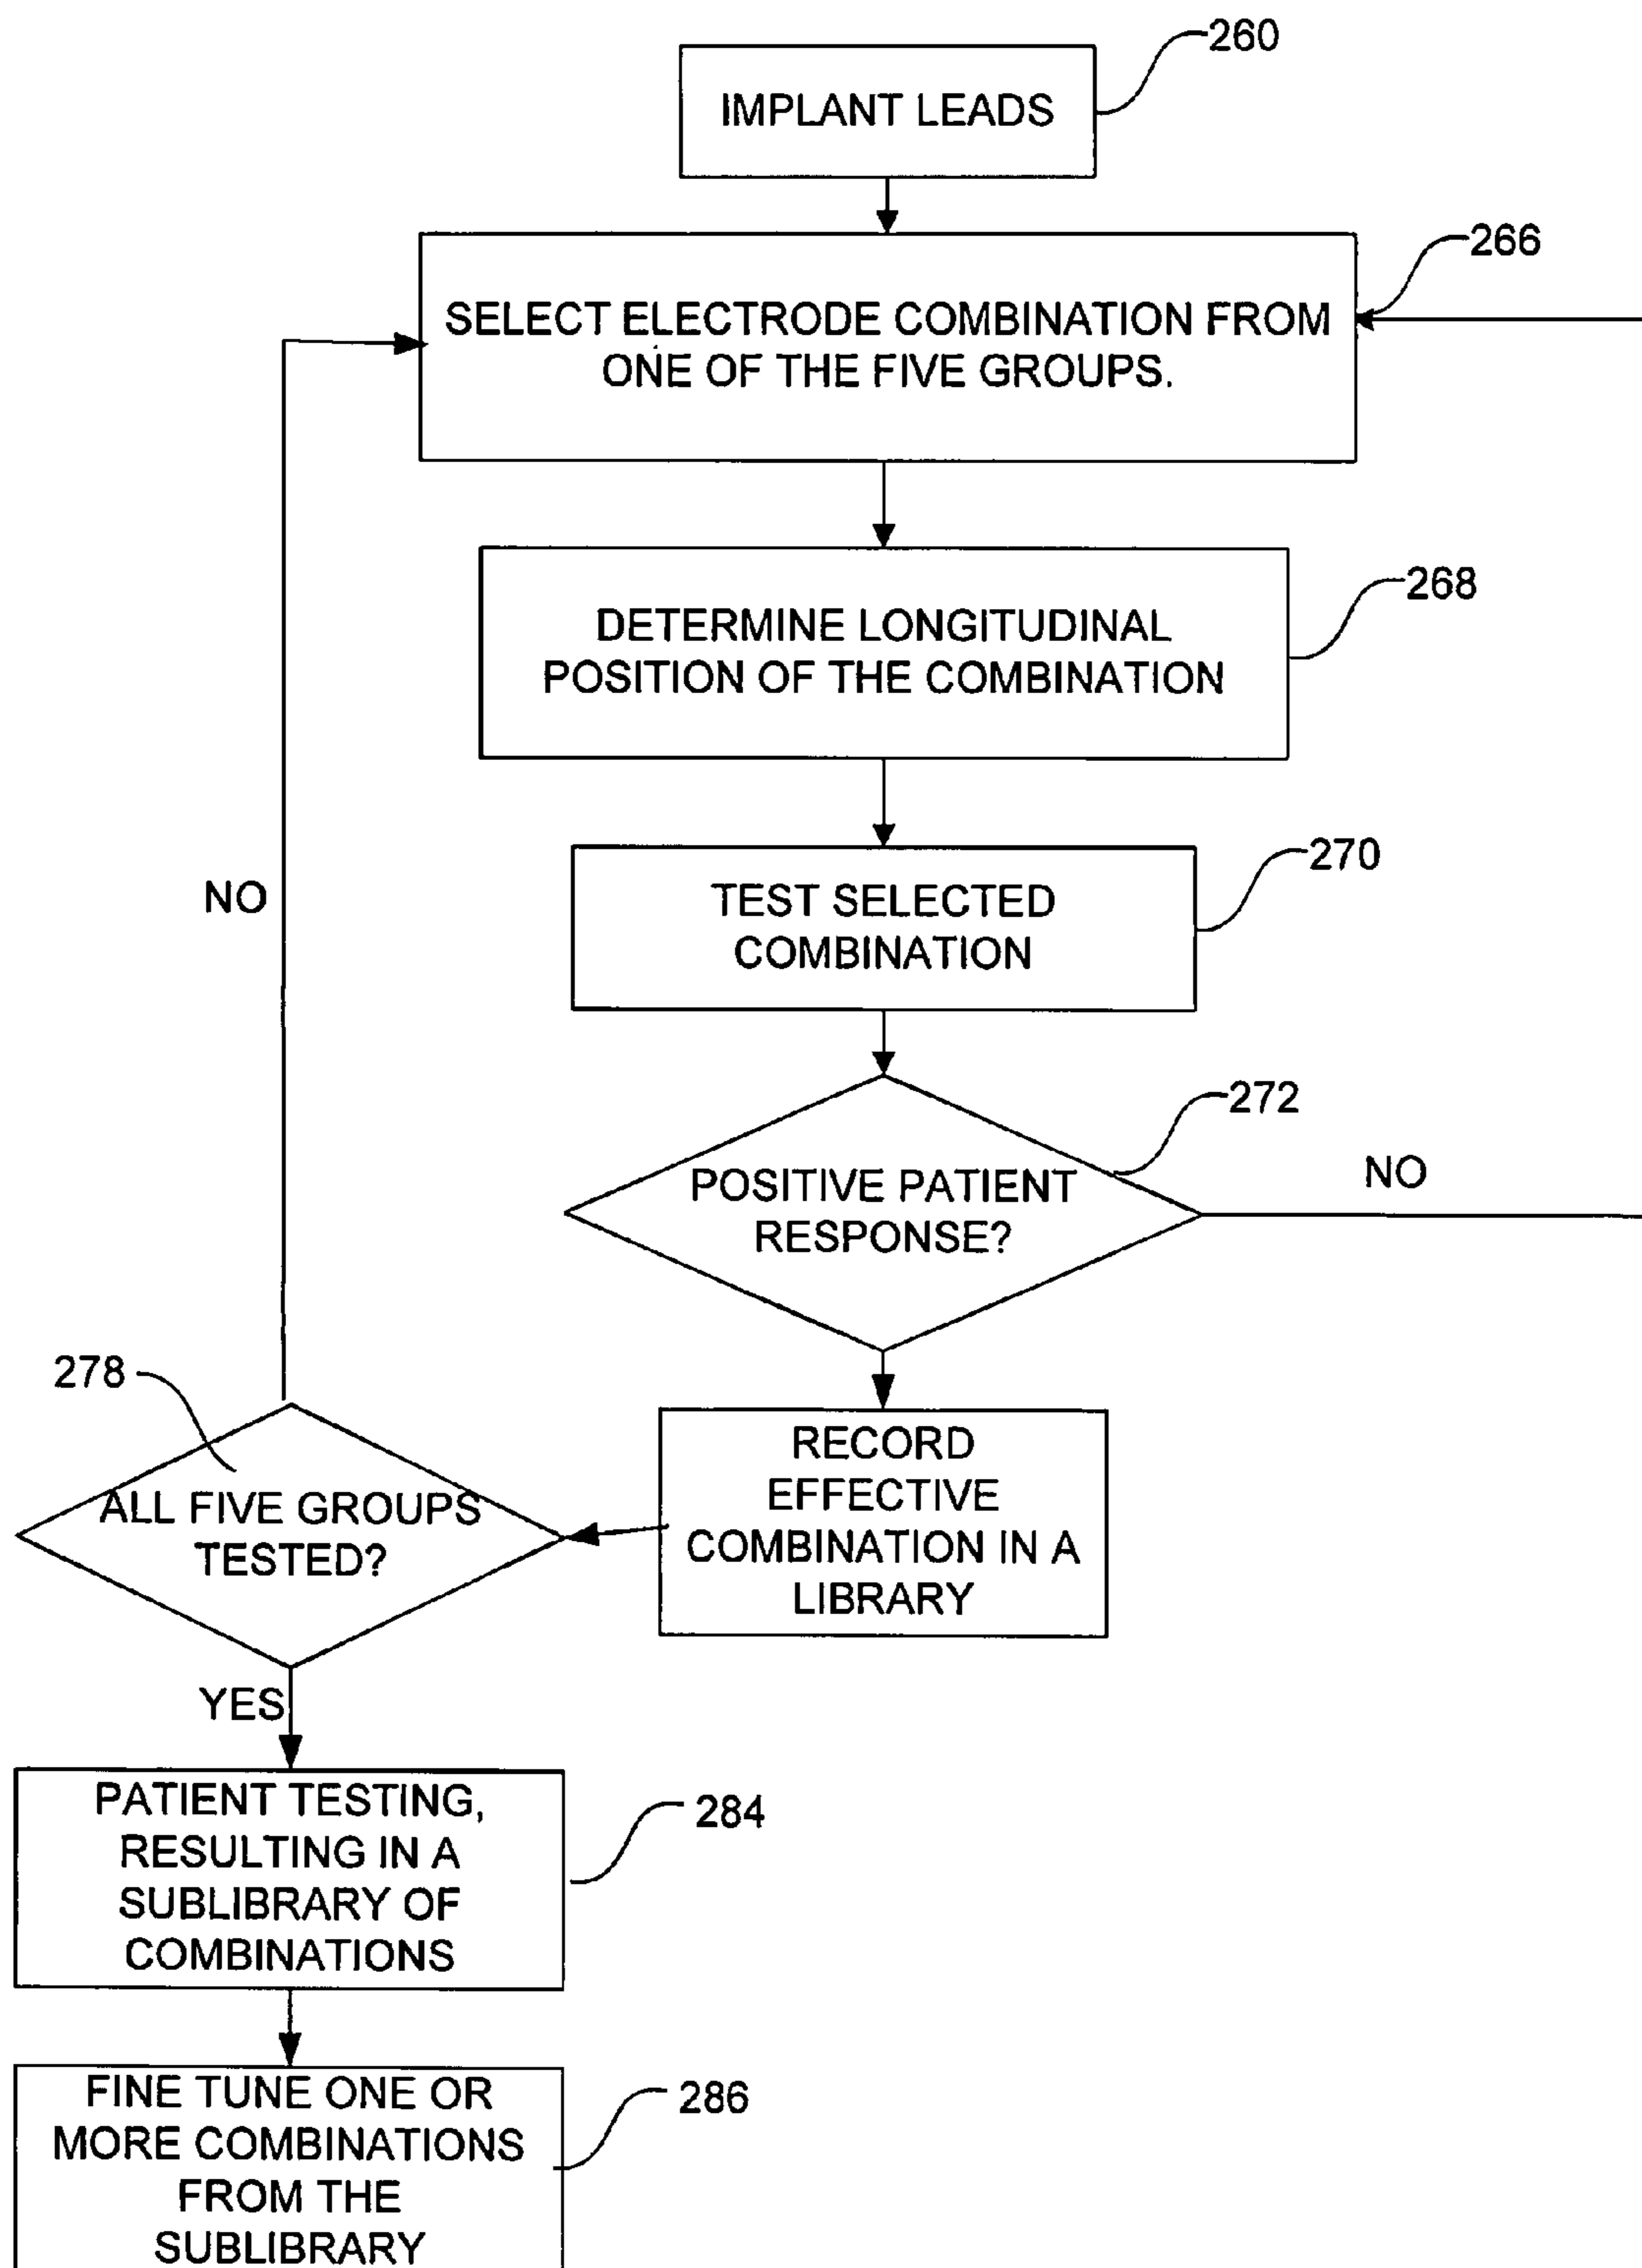 260
IMPLANT LEADS
266
SELECT ELECTRODE COMBINATION FROM
ONE OF THE FIVE GROUPS.
268
DETERMINE LONGITUDINAL
POSITION OF THE COMBINATION
270
TEST SELECTED
COMBINATION
NO
272
POSITIVE PATIENT
RESPONSE?
NO
278
ALL FIVE GROUPS
TESTED?
RECORD
EFFECTIVE
COMBINATION IN A
LIBRARY
YES
PATIENT TESTING,
RESULTING IN A
SUBLIBRARY OF
COMBINATIONS
284
FINE TUNE ONE OR
MORE COMBINATIONS
FROM THE
SUBLIBRARY
286